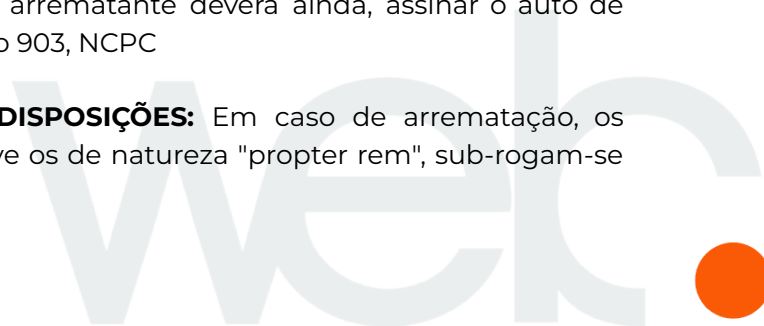 arrematante deverá ainda, assinar o auto de
903, NCPC
DISPOSIÇÕES: Em caso de arrematação, os
os de natureza "propter rem", sub-rogam-se
web